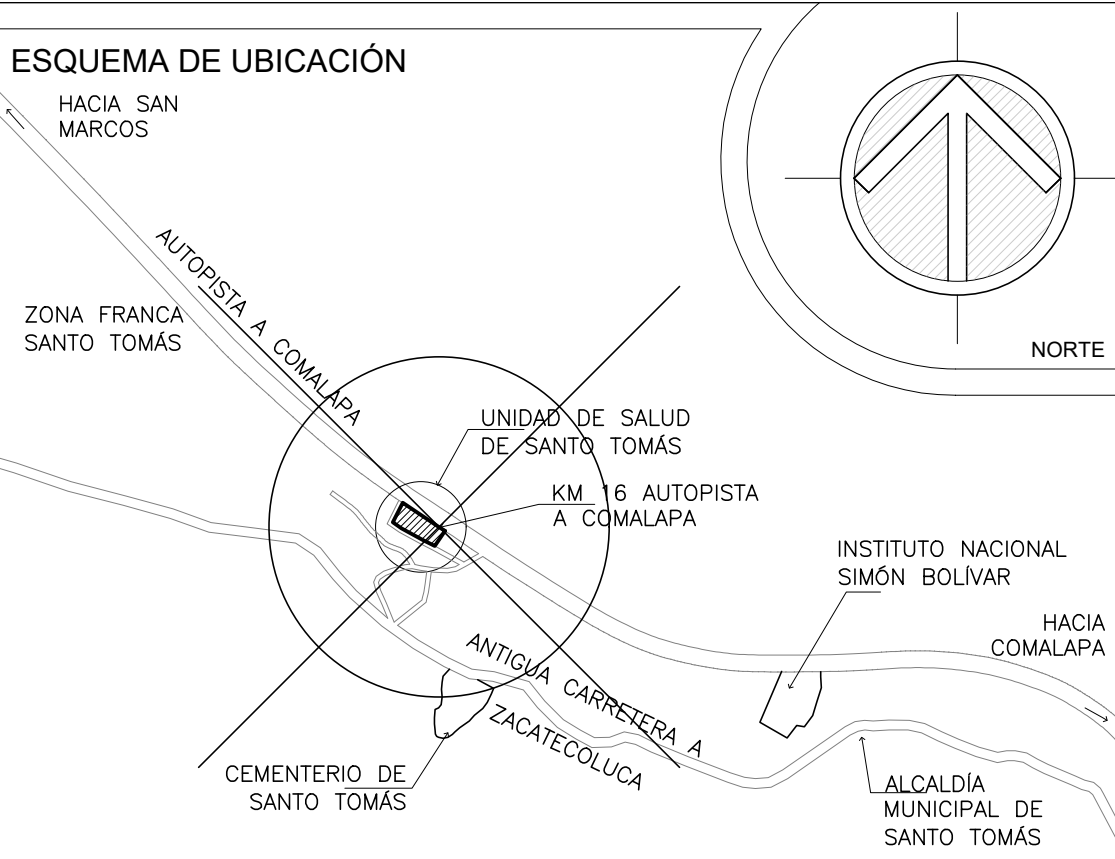 ESQUEMA DE UBICACIÓN
HACIA SAN
MARCOS
NORTE
AUTOPISTA A COMALAPA
ZONA FRANCA
SANTO TOMÁS
UNIDAD DE SALUD
DE SANTO TOMÁS
KM 16 AUTOPISTA
A COMALAPA
INSTITUTO NACIONAL
SIMÓN BOLÍVAR
HACIA
COMALAPA
ANTIGUA CARRETERA A
ZACATECOLUCA
CEMENTERIO DE
SANTO TOMÁS
ALCALDÍA
MUNICIPAL DE
SANTO TOMÁS